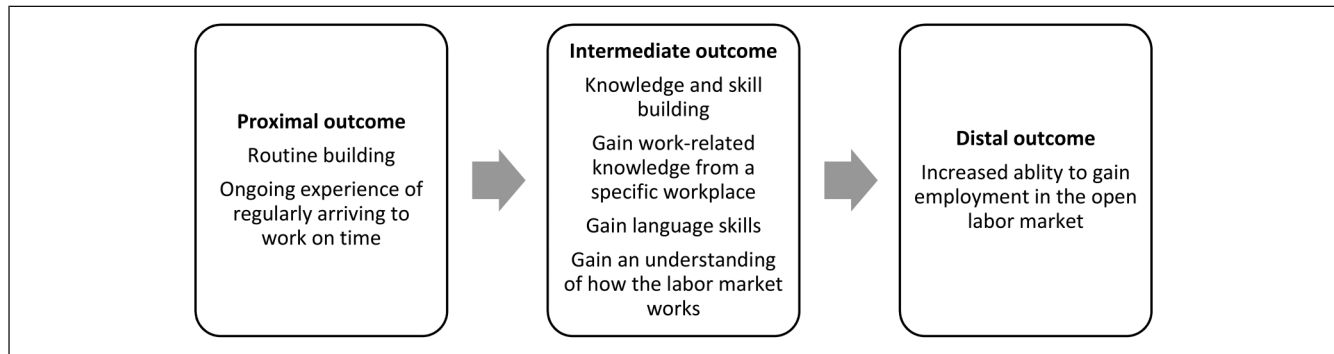 Proximal outcome
Routine building
Ongoing experience of
regularly arriving to
work on time
Intermediate outcome
Knowledge and skill
building
Gain work-related
knowledge from a
specific workplace
Gain language skills
Gain an understanding
of how the labor market
works
Distal outcome
Increased ablity to gain
employment in the open
labor market